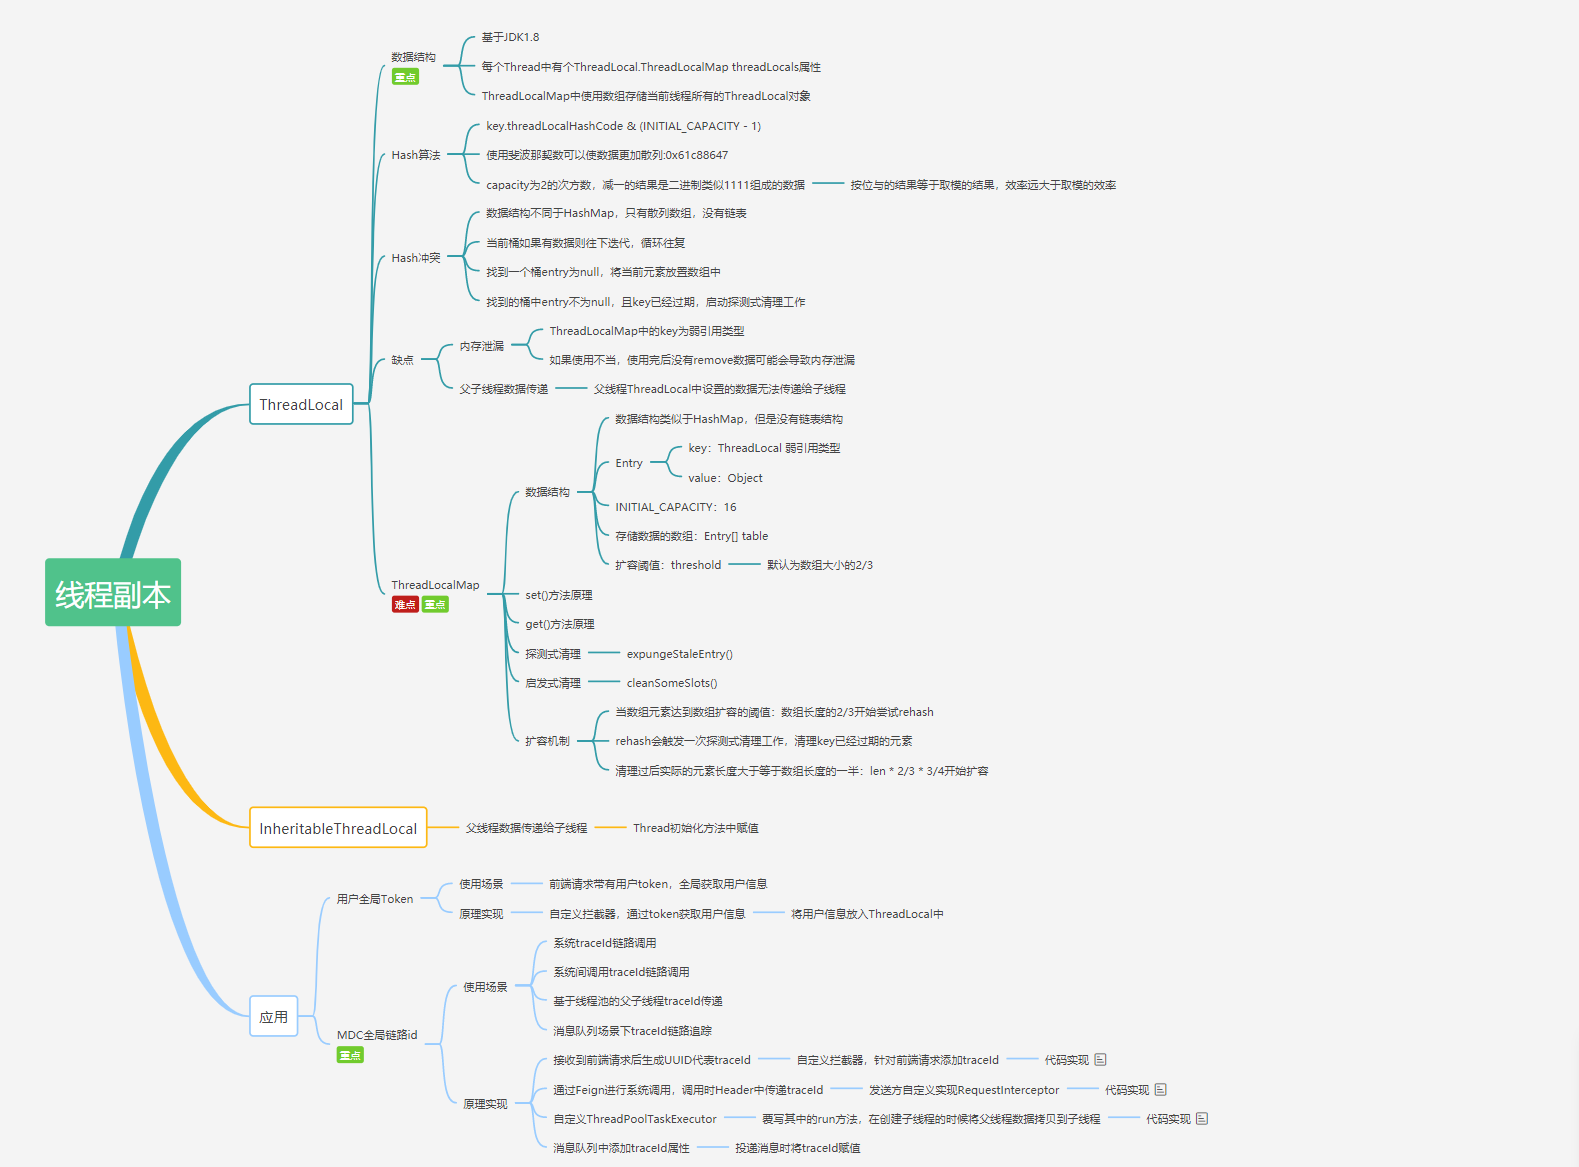 线程副本
ThreadLocal
数据结构
重点
基于JDK1.8
每个Thread中有个ThreadLocal.ThreadLocalMap threadLocals属性
ThreadLocalMap中使用数组存储当前线程所有的ThreadLocal对象
Hash算法
key.threadLocalHashCode & (INITIAL_CAPACITY - 1)
使用斐波那契数可以使数据更加散列:0x61c88647
capacity为2的次方数，减一的结果是二进制类似1111组成的数据
按位与的结果等于取模的结果，效率远大于取模的效率
Hash冲突
数据结构不同于HashMap，只有散列数组，没有链表
当前桶如果有数据则往下迭代，循环往复
找到一个桶entry为null，将当前元素放置数组中
找到的桶中entry不为null，且key已经过期，启动探测式清理工作
缺点
内存泄漏
ThreadLocalMap中的key为弱引用类型
如果使用不当，使用完后没有remove数据可能会导致内存泄漏
父子线程数据传递
父线程ThreadLocal中设置的数据无法传递给子线程
ThreadLocalMap
难点
重点
数据结构
数据结构类似于HashMap，但是没有链表结构
Entry
key：ThreadLocal 弱引用类型
value：Object
INITIAL_CAPACITY：16
存储数据的数组：Entry[] table
扩容阈值：threshold
默认为数组大小的2/3
set()方法原理
get()方法原理
探测式清理
expungeStaleEntry()
启发式清理
cleanSomeSlots()
扩容机制
当数组元素达到数组扩容的阈值：数组长度的2/3开始尝试rehash
rehash会触发一次探测式清理工作，清理key已经过期的元素
清理过后实际的元素长度大于等于数组长度的一半：len * 2/3 * 3/4开始扩容
InheritableThreadLocal
父线程数据传递给子线程
Thread初始化方法中赋值
应用
用户全局Token
使用场景
前端请求带有用户token，全局获取用户信息
原理实现
自定义拦截器，通过token获取用户信息
将用户信息放入ThreadLocal中
MDC全局链路id
重点
使用场景
系统traceId链路调用
系统间调用traceId链路调用
基于线程池的父子线程traceId传递
消息队列场景下traceId链路追踪
原理实现
接收到前端请求后生成UUID代表traceId
自定义拦截器，针对前端请求添加traceId
代码实现
通过Feign进行系统调用，调用时Header中传递traceId
发送方自定义实现RequestInterceptor
代码实现
自定义ThreadPoolTaskExecutor
覆写其中的run方法，在创建子线程的时候将父线程数据拷贝到子线程
代码实现
消息队列中添加traceId属性
投递消息时将traceId赋值